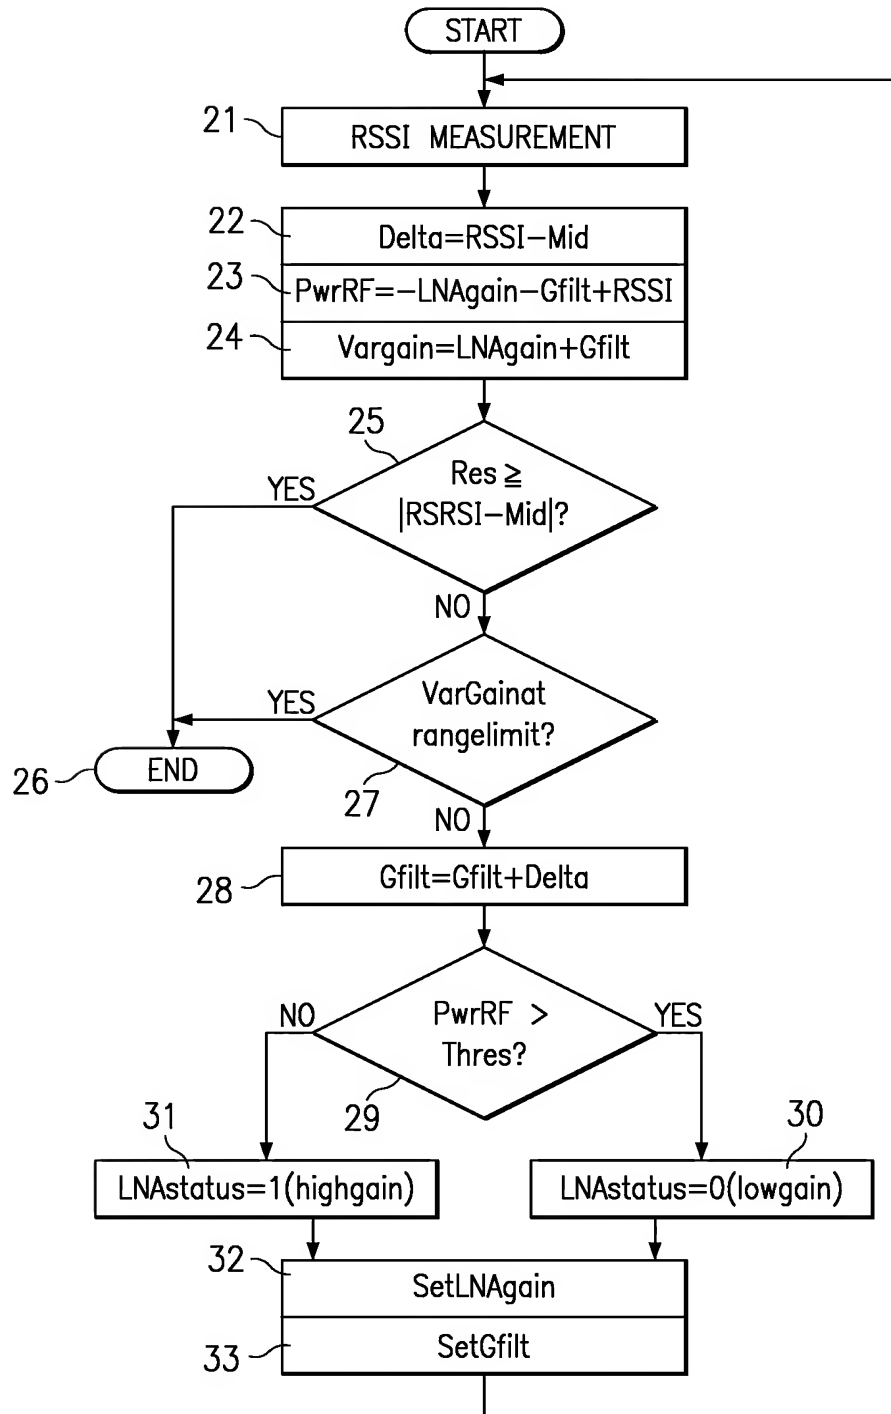 START
21
RSSI MEASUREMENT
22
Delta=RSSI-Mid
23
PwrRF=-LNAgain-Gfilt+RSSI
24
Vargain=LNAgain+Gfilt
25
Res ≧
|RSRSI-Mid|?
YES
NO
VarGainat
rangelimit?
YES
26
END
27
NO
28
Gfilt=Gfilt+Delta
NO
PwrRF >
Thres?
YES
29
31
LNAstatus=1(highgain)
30
LNAstatus=0(lowgain)
32
SetLNAgain
33
SetGfilt